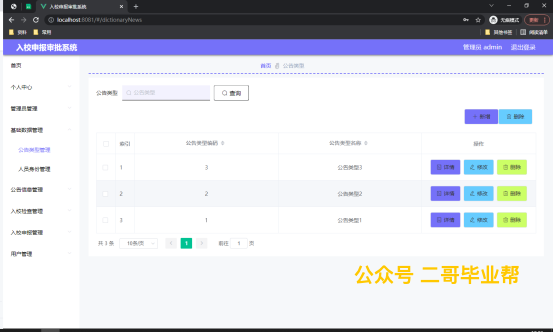 入校申报审批系统
localhost:8081/#/dictionaryNews
无痕模式
资料 常用 其他书签 阅读清单
入校申报审批系统 管理员 admin 退出登录
首页 公告类型
首页
个人中心
管理员管理
基础数据管理
公告类型管理
人员身份管理
公告信息管理
入校检查管理
入校申报管理
用户管理
公告类型 公告类型 查询
新增 删除
索引 公告类型编码 公告类型名称 操作
1 3 公告类型3 详情 修改 删除
2 2 公告类型2 详情 修改 删除
3 1 公告类型1 详情 修改 删除
共 3 条 10条/页 1 前往 1 页
公众号 二哥毕业帮